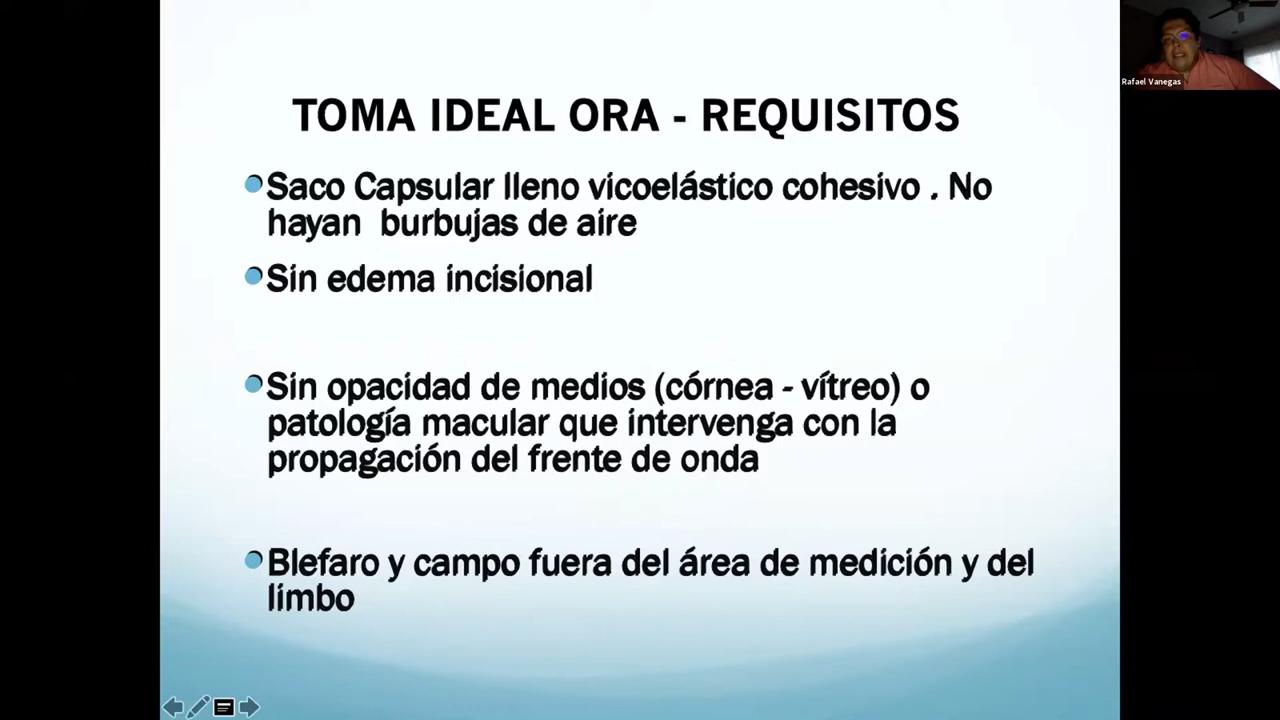 Rafael Vanegas
TOMA IDEAL ORA - REQUISITOS
Saco Capsular lleno vicoelástico cohesivo . No
hayan burbujas de aire
Sin edema incisional
Sin opacidad de medios (córnea - vítreo) o
patología macular que intervenga con la
propagación del frente de onda
Blefaro y campo fuera del área de medición y del
limbo